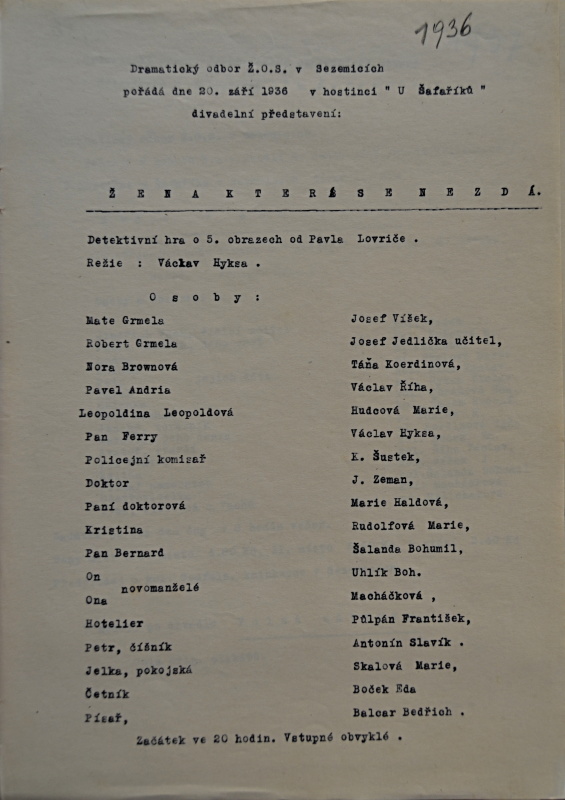 1936
Dramatický odbor Ž.O.S. v Sezemicích
pořádá dne 20. září 1936 v hostinci " U Šafaříků "
divadelní představení:
Ž E N A K T E R Á S E N E Z D Á.
Detektivní hra o 5. obrazech od Pavla Lovriče .
Režie : Václav Hyksa .
O s o b y :
Mate Grmela Josef Víšek,
Robert Grmela Josef Jedlička učitel,
Nora Brownová Táňa Koerdinová,
Pavel Andria Václav Říha,
Leopoldina Leopoldová Hudcová Marie,
Pan Ferry Václav Hyksa,
Policejní komisař K. Šustek,
Doktor J. Zeman,
Paní doktorová Marie Haldová,
Kristina Rudolfová Marie,
Pan Bernard Šalanda Bohumil,
On Uhlík Boh.
novomanželé
Ona Macháčková ,
Hotelier Půlpán František,
Petr, číšník Antonín Slavík .
Jelka, pokojská Skalová Marie,
Četník Boček Eda
Písař, Balcar Bedřich .
Začátek ve 20 hodin. Vstupné obvyklé .